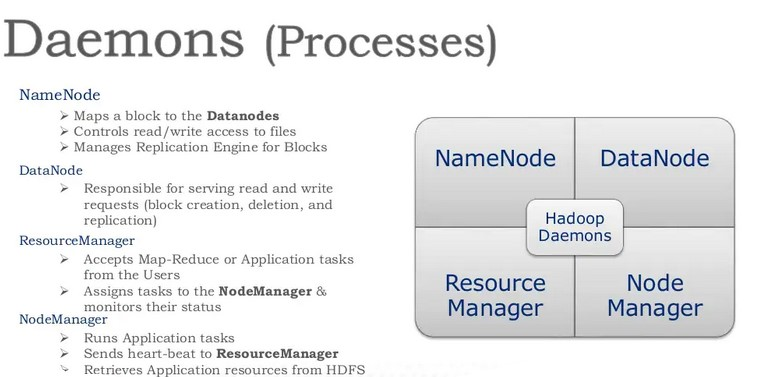 Daemons (Processes)
NameNode
➢ Maps a block to the Datanodes
➢ Controls read/write access to files
➢ Manages Replication Engine for Blocks
DataNode
➢ Responsible for serving read and write
requests (block creation, deletion, and
replication)
ResourceManager
➢ Accepts Map-Reduce or Application tasks
from the Users
➢ Assigns tasks to the NodeManager &
monitors their status
NodeManager
➢ Runs Application tasks
➢ Sends heart-beat to ResourceManager
➢ Retrieves Application resources from HDFS
NameNode
DataNode
Hadoop
Daemons
Resource
Manager
Node
Manager